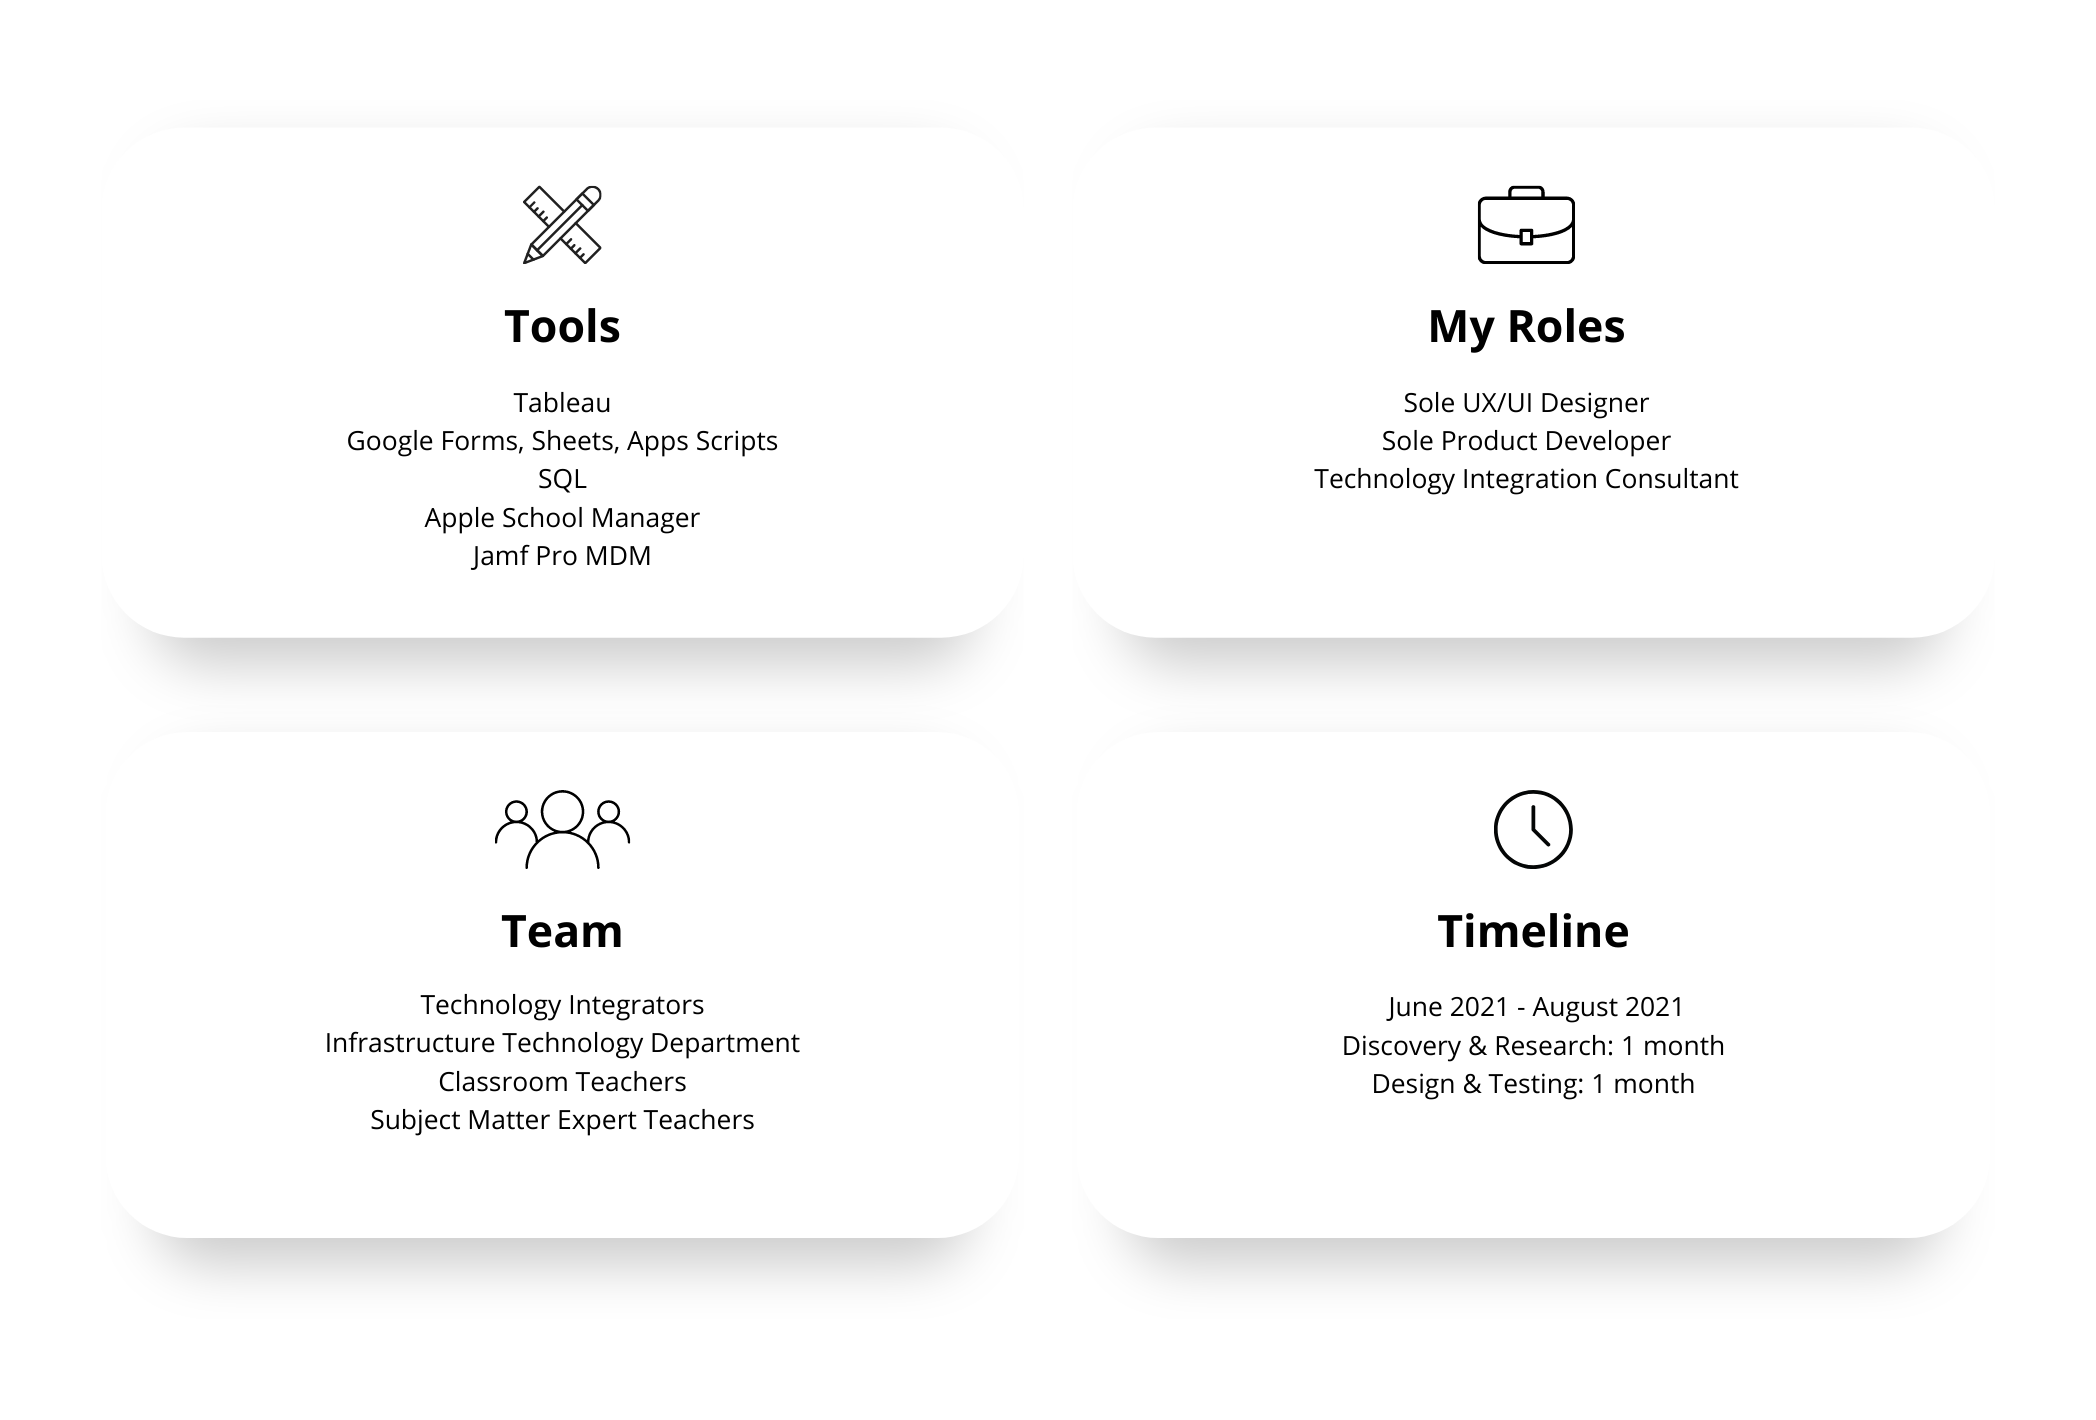 Tools
Tableau
Google Forms, Sheets, Apps Scripts
SQL
Apple School Manager
Jamf Pro MDM
My Roles
Sole UX/UI Designer
Sole Product Developer
Technology Integration Consultant
Team
Technology Integrators
Infrastructure Technology Department
Classroom Teachers
Subject Matter Expert Teachers
Timeline
June 2021 - August 2021
Discovery & Research: 1 month
Design & Testing: 1 month